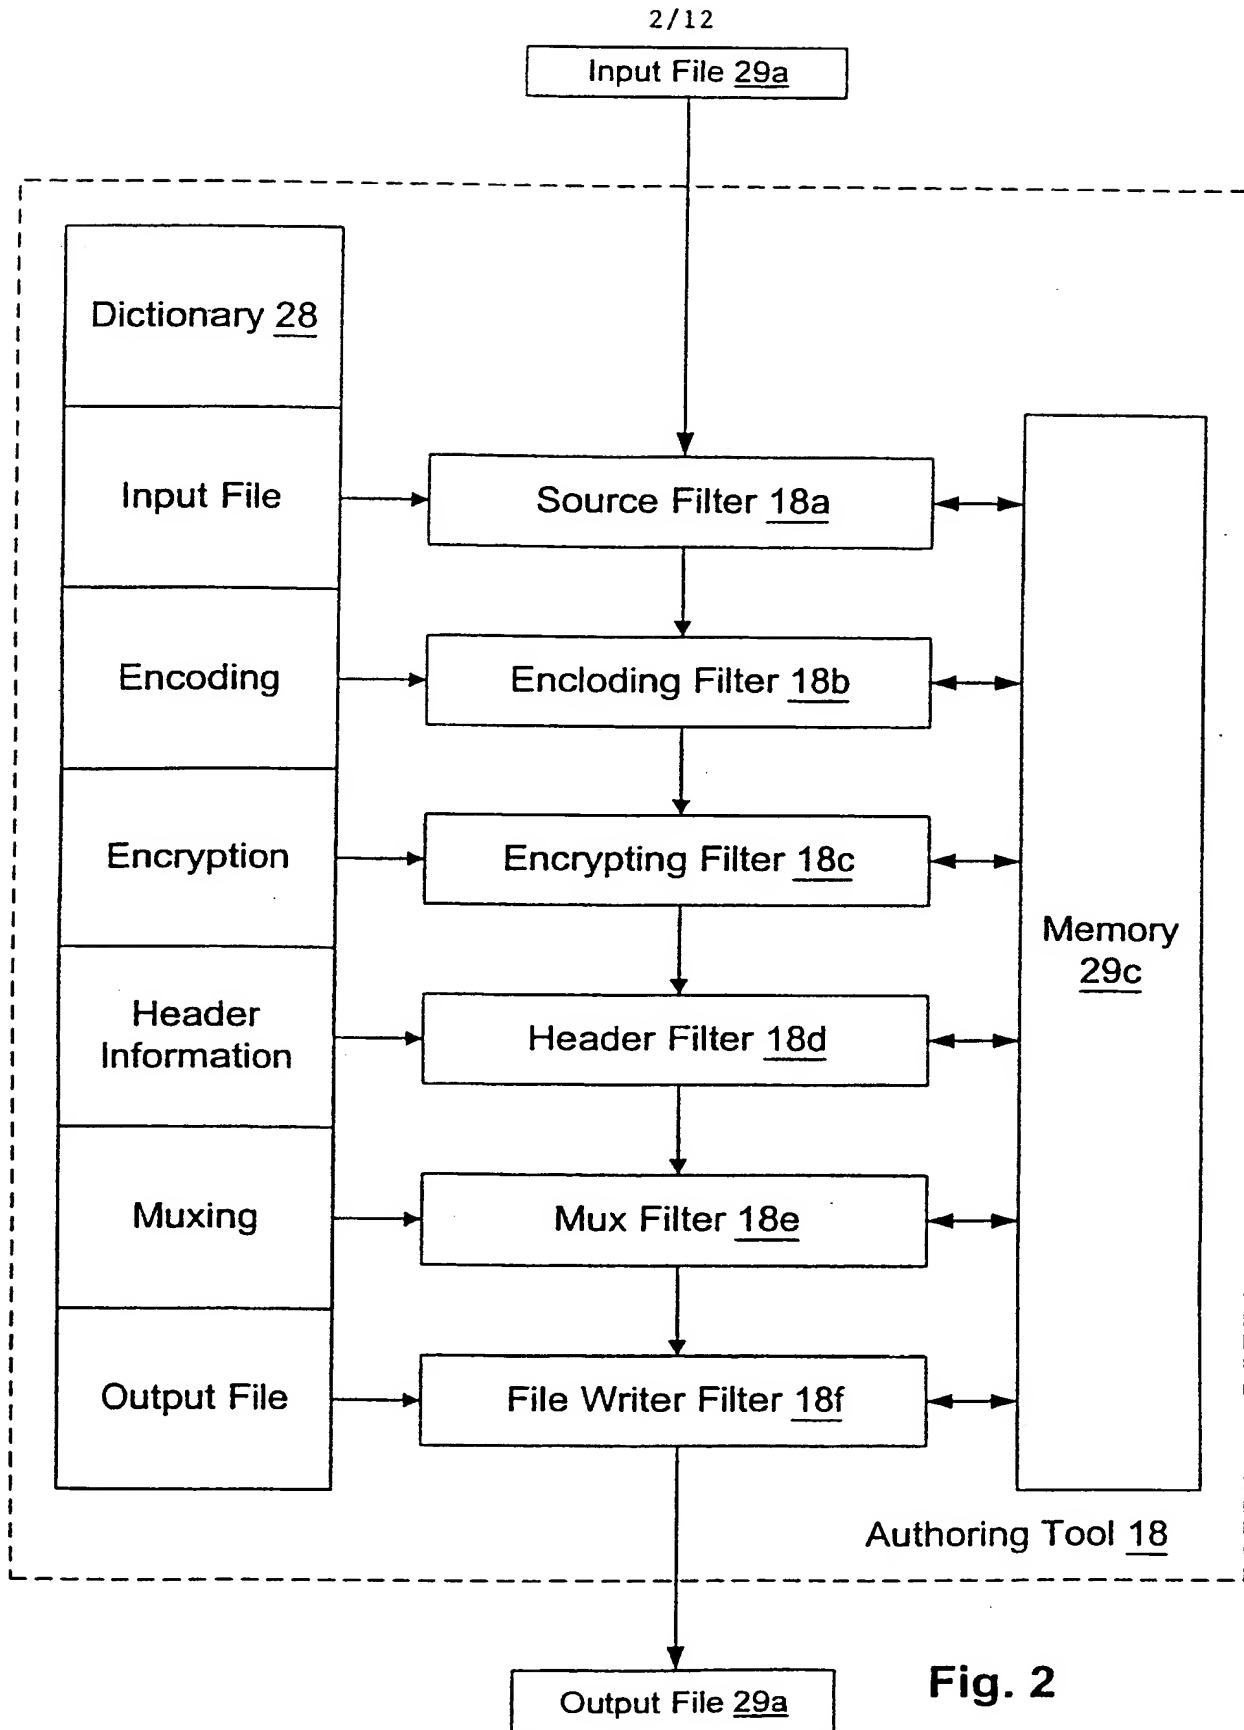 2/12
Input File 29a
Dictionary 28
Input File
Source Filter 18a
Encoding
Encloding Filter 18b
Encryption
Encrypting Filter 18c
Memory
29c
Header
Information
Header Filter 18d
Muxing
Mux Filter 18e
Output File
File Writer Filter 18f
Authoring Tool 18
Output File 29a
Fig. 2